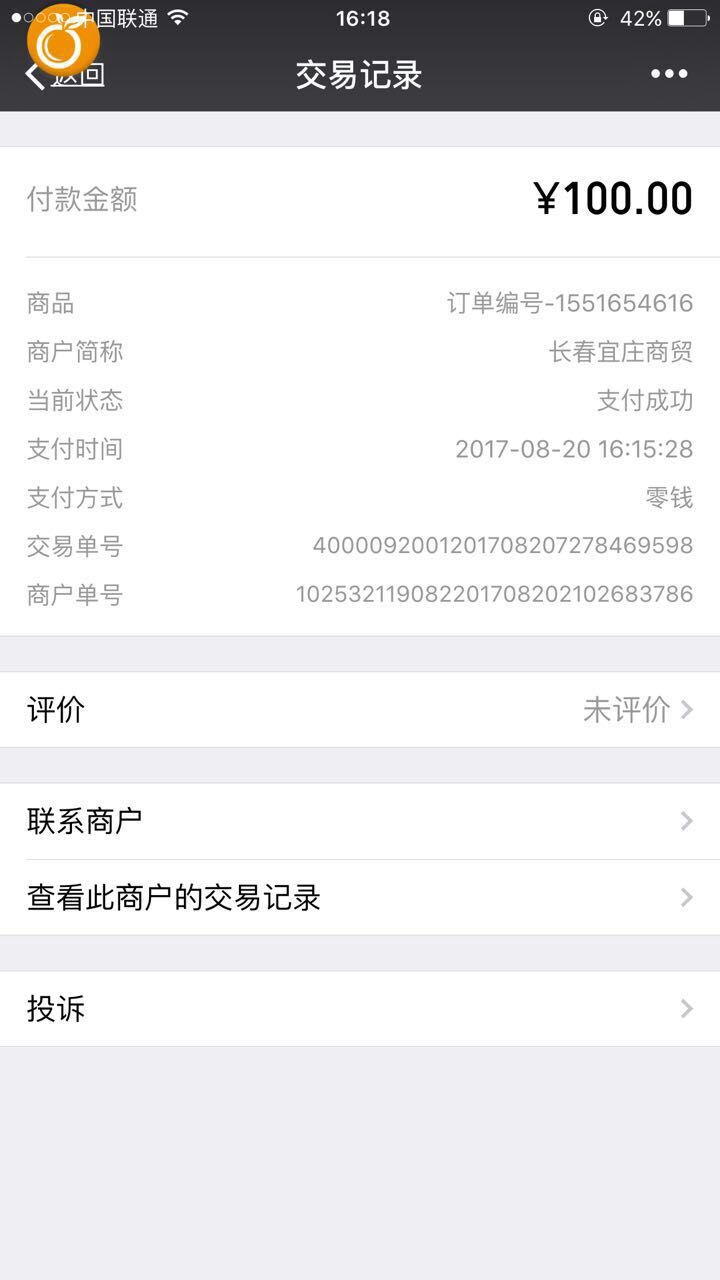 中国联通 16:18 42%
返回 交易记录
付款金额 ¥100.00
商品 订单编号-1551654616
商户简称 长春宜庄商贸
当前状态 支付成功
支付时间 2017-08-20 16:15:28
支付方式 零钱
交易单号 4000092001201708207278469598
商户单号 1025321190822017082021026837​86
评价 未评价
联系商户
查看此商户的交易记录
投诉